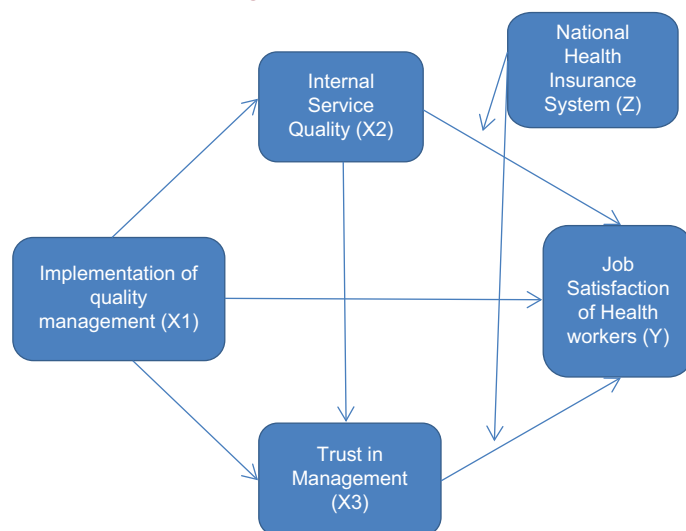 National
Health
Insurance
System (Z)
Internal
Service
Quality (X2)
Implementation of
quality
management (X1)
Job
Satisfaction
of Health
workers (Y)
Trust in
Management
(X3)